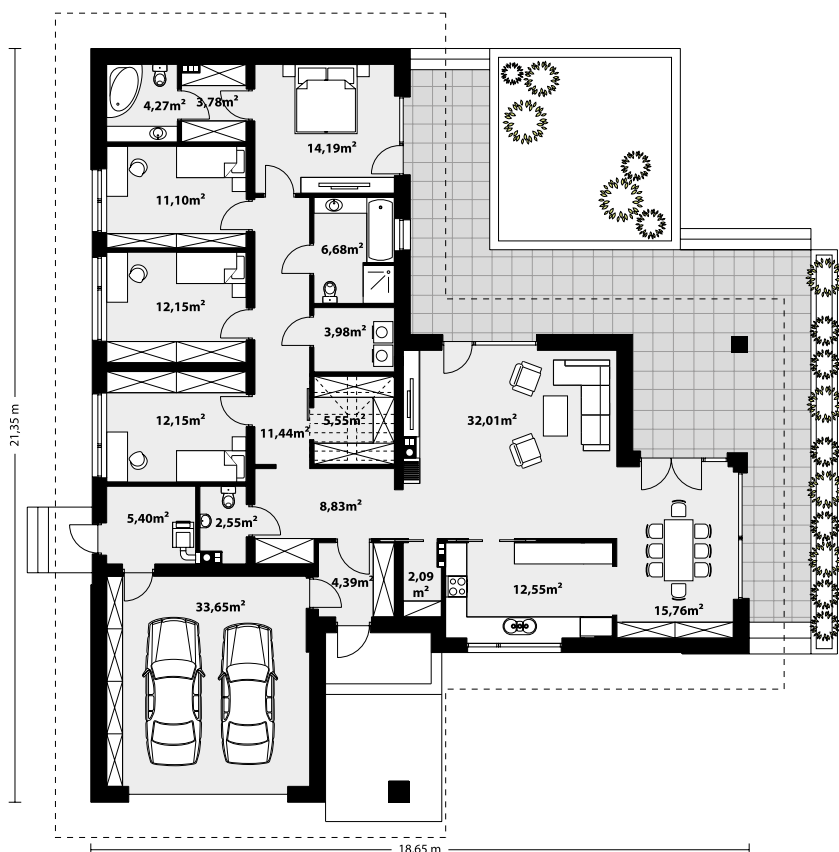 4,27m²
3,78m²
14,19m²
11,10m²
6,68m²
12,15m²
3,98m²
32,01m²
12,15m²
11,44m²
5,55m²
21,35 m
5,40m²
2,55m²
8,83m²
4,39m²
2,09
m²
12,55m²
15,76m²
33,65m²
18,65 m